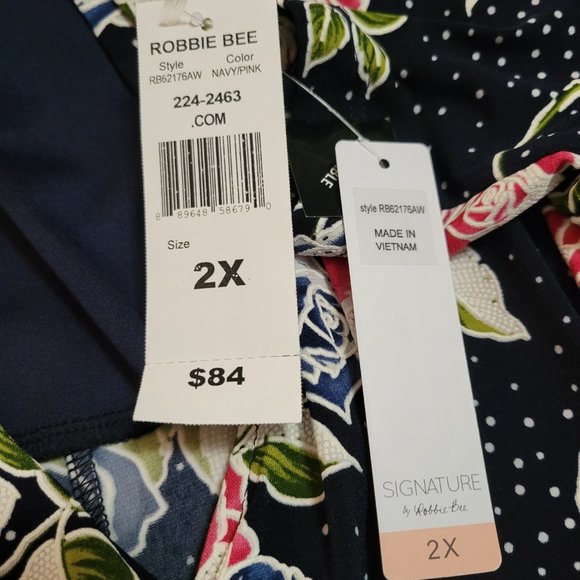 ROBBIE BEE
Style Color
RB62176AW NAVY/PINK
224-2463
.COM
8 89648 58679 0
Size
2X
$84
style RB62176AW
MADE IN
VIETNAM
SIGNATURE
by Robbie Bee
2X